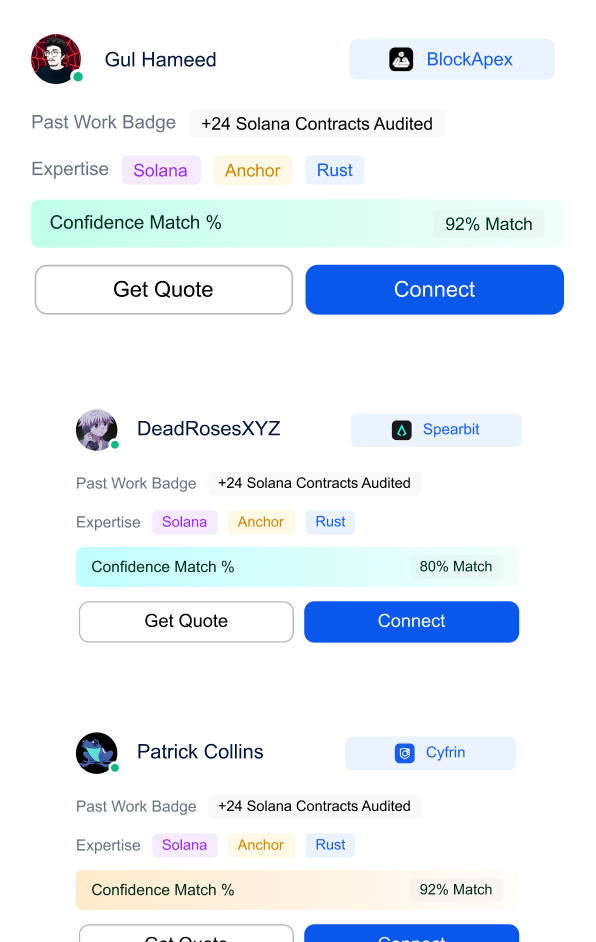 Gul Hameed BlockApex
Past Work Badge +24 Solana Contracts Audited
Expertise Solana Anchor Rust
Confidence Match % 92% Match
Get Quote Connect
DeadRosesXYZ Spearbit
Past Work Badge +24 Solana Contracts Audited
Expertise Solana Anchor Rust
Confidence Match % 80% Match
Get Quote Connect
Patrick Collins Cyfrin
Past Work Badge +24 Solana Contracts Audited
Expertise Solana Anchor Rust
Confidence Match % 92% Match
Get Quote Connect